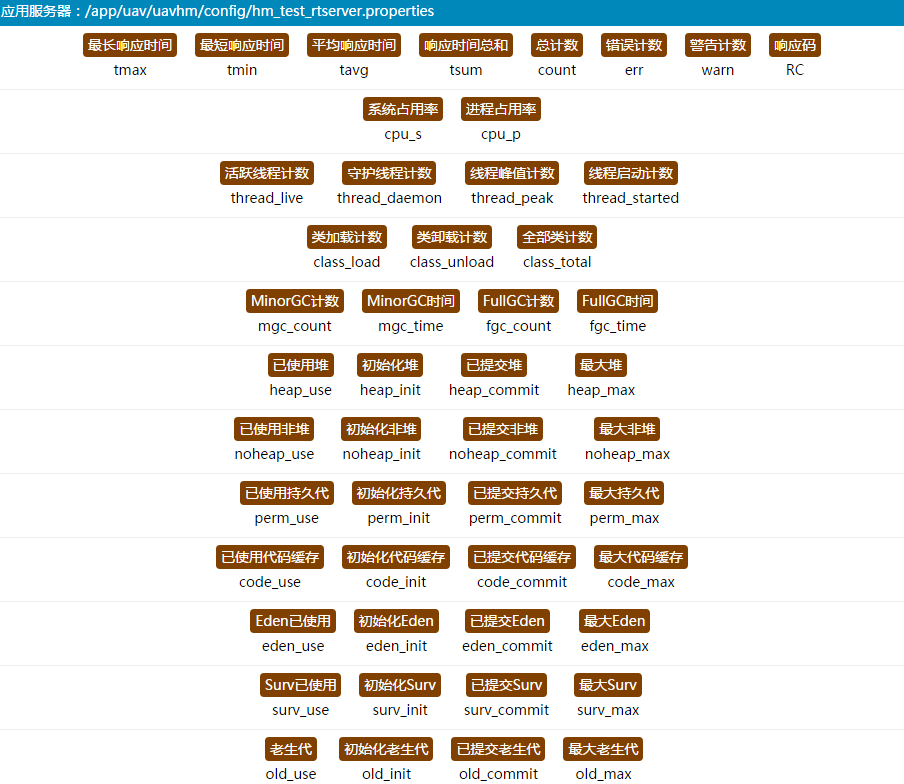 应用服务器：/app/uav/uavhm/config/hm_test_rtserver.properties
最长响应时间 最短响应时间 平均响应时间 响应时间总和 总计数 错误计数 警告计数 响应码
tmax tmin tavg tsum count err warn RC
系统占用率 进程占用率
cpu_s cpu_p
活跃线程计数 守护线程计数 线程峰值计数 线程启动计数
thread_live thread_daemon thread_peak thread_started
类加载计数 类卸载计数 全部类计数
class_load class_unload class_total
MinorGC计数 MinorGC时间 FullGC计数 FullGC时间
mgc_count mgc_time fgc_count fgc_time
已使用堆 初始化堆 已提交堆 最大堆
heap_use heap_init heap_commit heap_max
已使用非堆 初始化非堆 已提交非堆 最大非堆
noheap_use noheap_init noheap_commit noheap_max
已使用持久代 初始化持久代 已提交持久代 最大持久代
perm_use perm_init perm_commit perm_max
已使用代码缓存 初始化代码缓存 已提交代码缓存 最大代码缓存
code_use code_init code_commit code_max
Eden已使用 初始化Eden 已提交Eden 最大Eden
eden_use eden_init eden_commit eden_max
Surv已使用 初始化Surv 已提交Surv 最大Surv
surv_use surv_init surv_commit surv_max
老生代 初始化老生代 已提交老生代 最大老生代
old_use old_init old_commit old_max